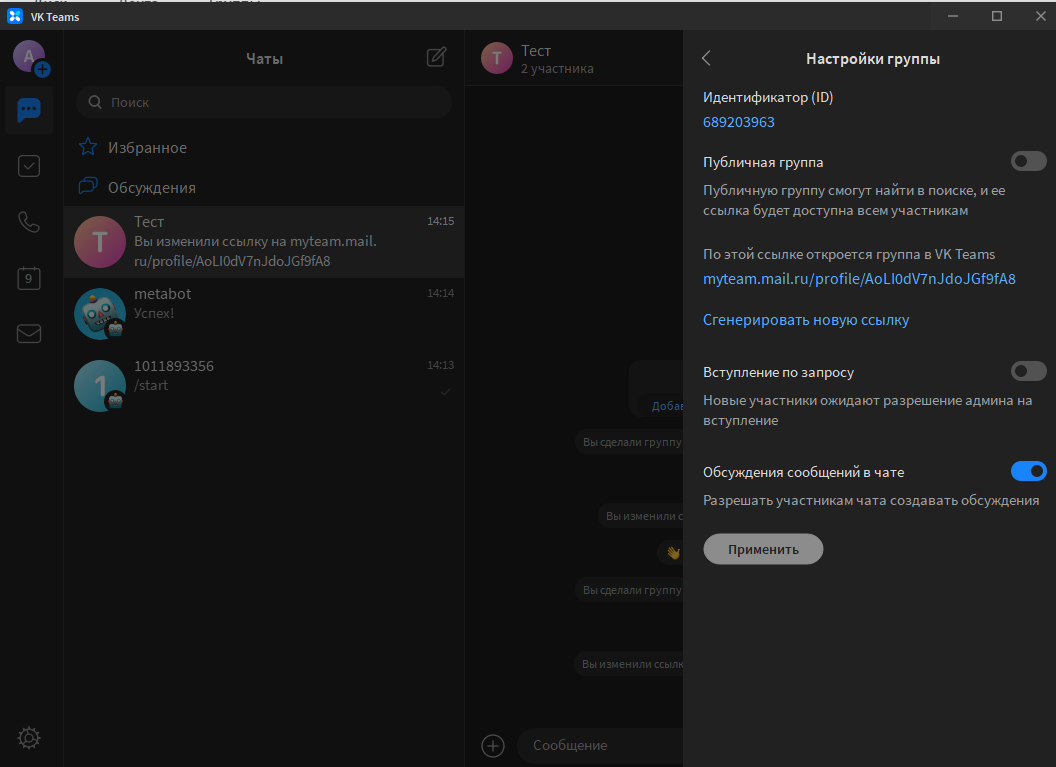 VK Teams
A
Чаты
Поиск
Избранное
Обсуждения
Т
Тест
14:15
Вы изменили ссылку на myteam.mail.
ru/profile/AoLI0dV7nJdoJGf9fA8
metabot
14:14
Успех!
1
1011893356
14:13
/start
9
Т
Тест
2 участника
Добав
Вы сделали группу
Вы изменили с
Вы сделали группу
Вы изменили ссылк
Сообщение
Настройки группы
Идентификатор (ID)
689203963
Публичная группа
Публичную группу смогут найти в поиске, и ее
ссылка будет доступна всем участникам
По этой ссылке откроется группа в VK Teams
myteam.mail.ru/profile/AoLI0dV7nJdoJGf9fA8
Сгенерировать новую ссылку
Вступление по запросу
Новые участники ожидают разрешение админа на
вступление
Обсуждения сообщений в чате
Разрешать участникам чата создавать обсуждения
Применить